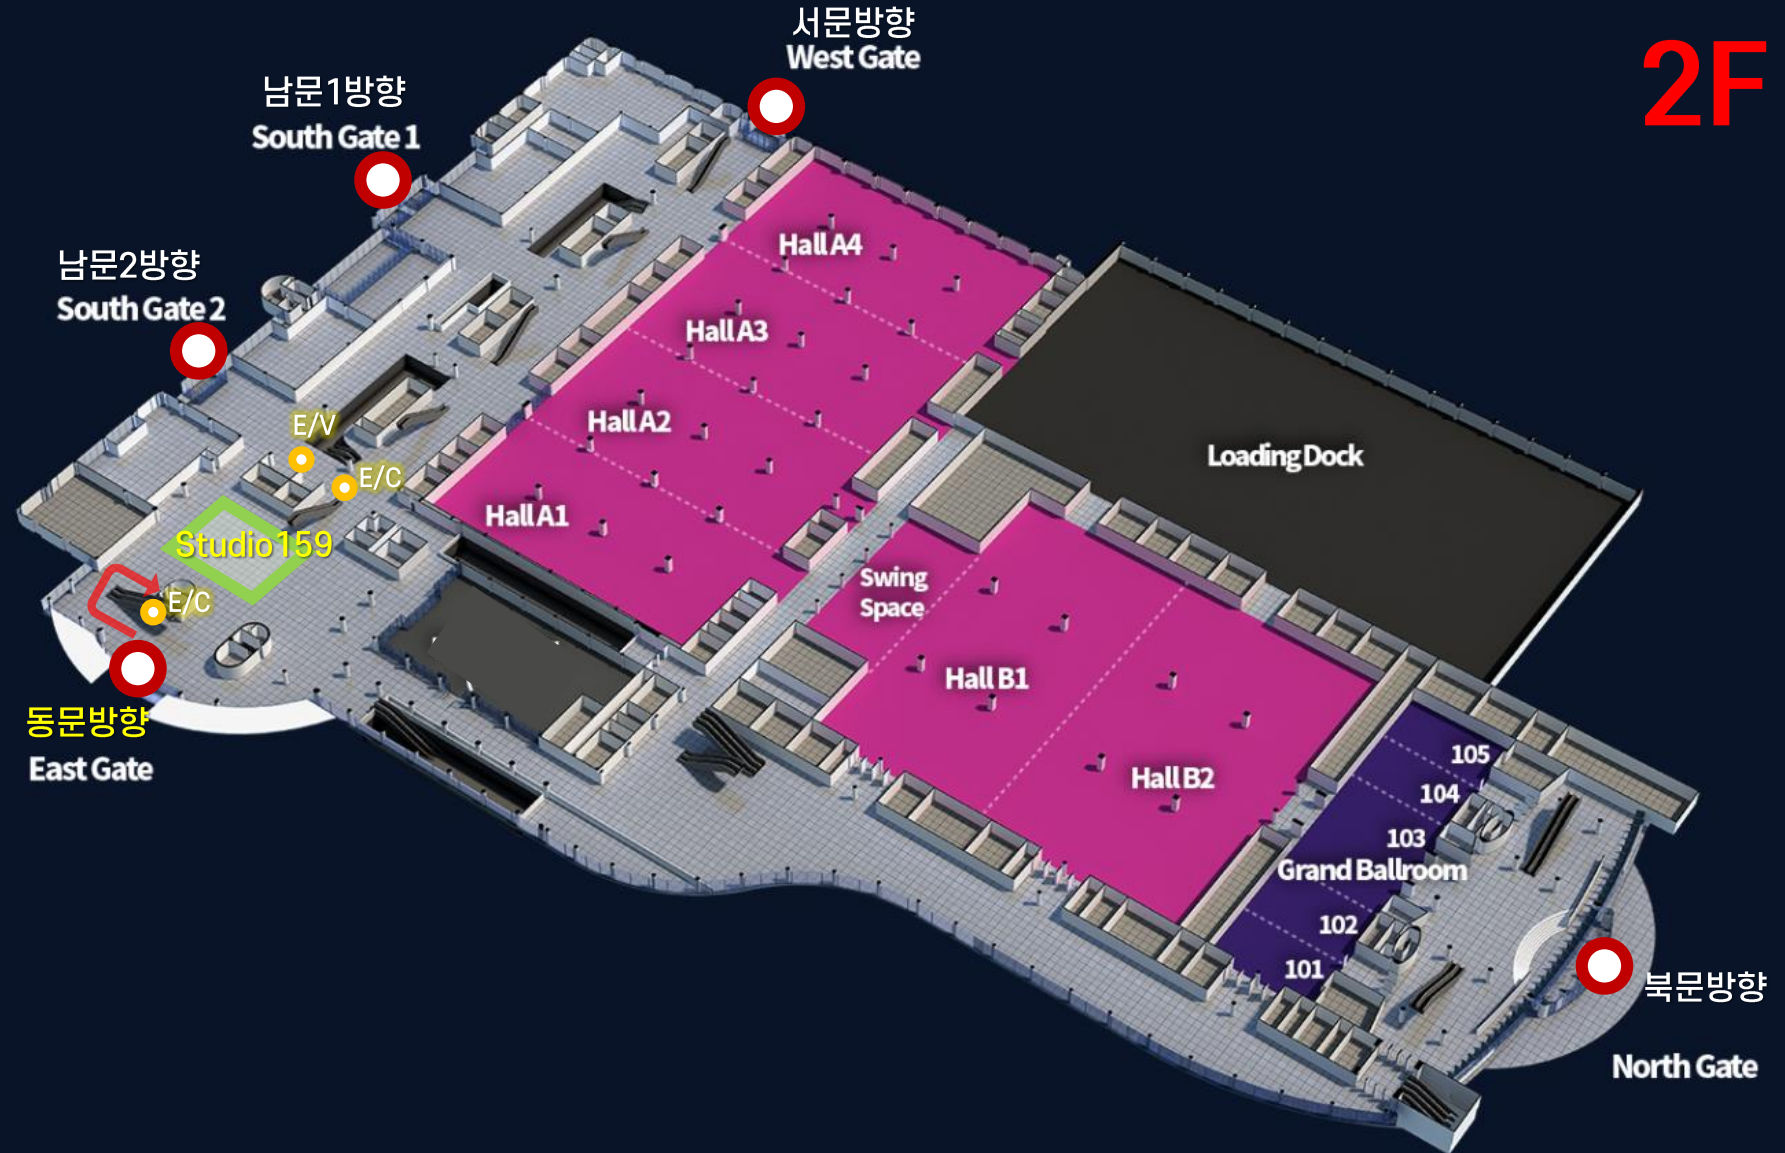 서문방향
West Gate
2F
남문1방향
South Gate 1
남문2방향
South Gate 2
Hall A4
Hall A3
Hall A2
Hall A1
E/V
E/C
Studio159
E/C
동문방향
East Gate
Loading Dock
Swing
Space
Hall B1
Hall B2
105
104
103
Grand Ballroom
102
101
북문방향
North Gate